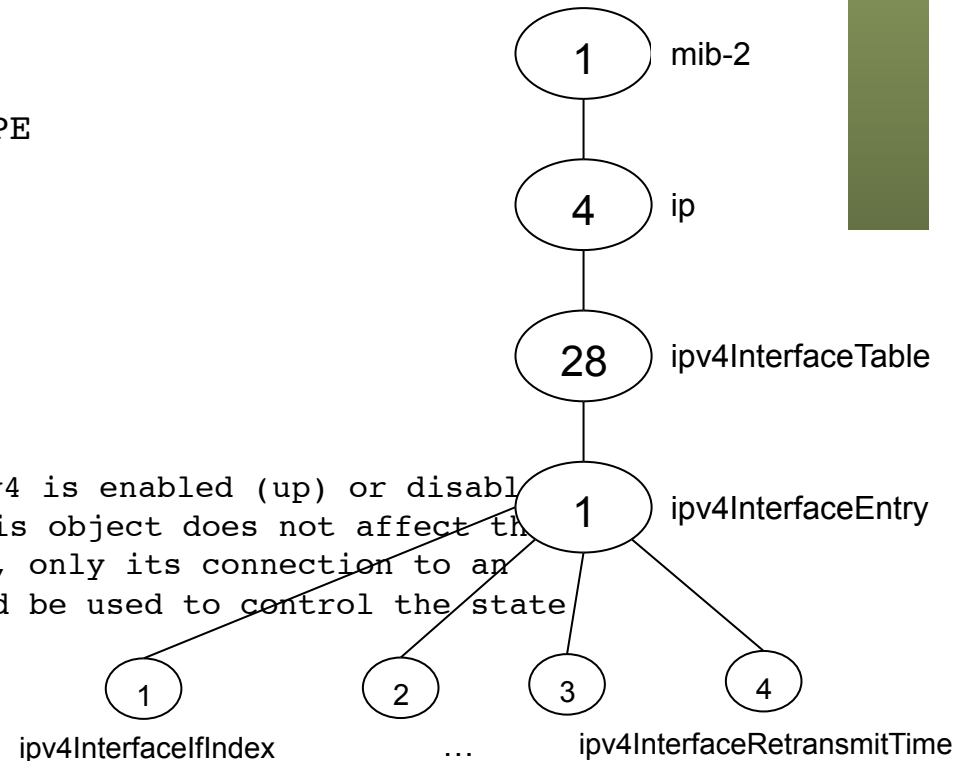 1 mib-2
PE
4 ip
28 ipv4InterfaceTable
v4 is enabled (up) or disabl
is object does not affect th
1 ipv4InterfaceEntry
, only its connection to an
d be used to control the state
1 2 3 4
ipv4InterfaceIfIndex … ipv4InterfaceRetransmitTime